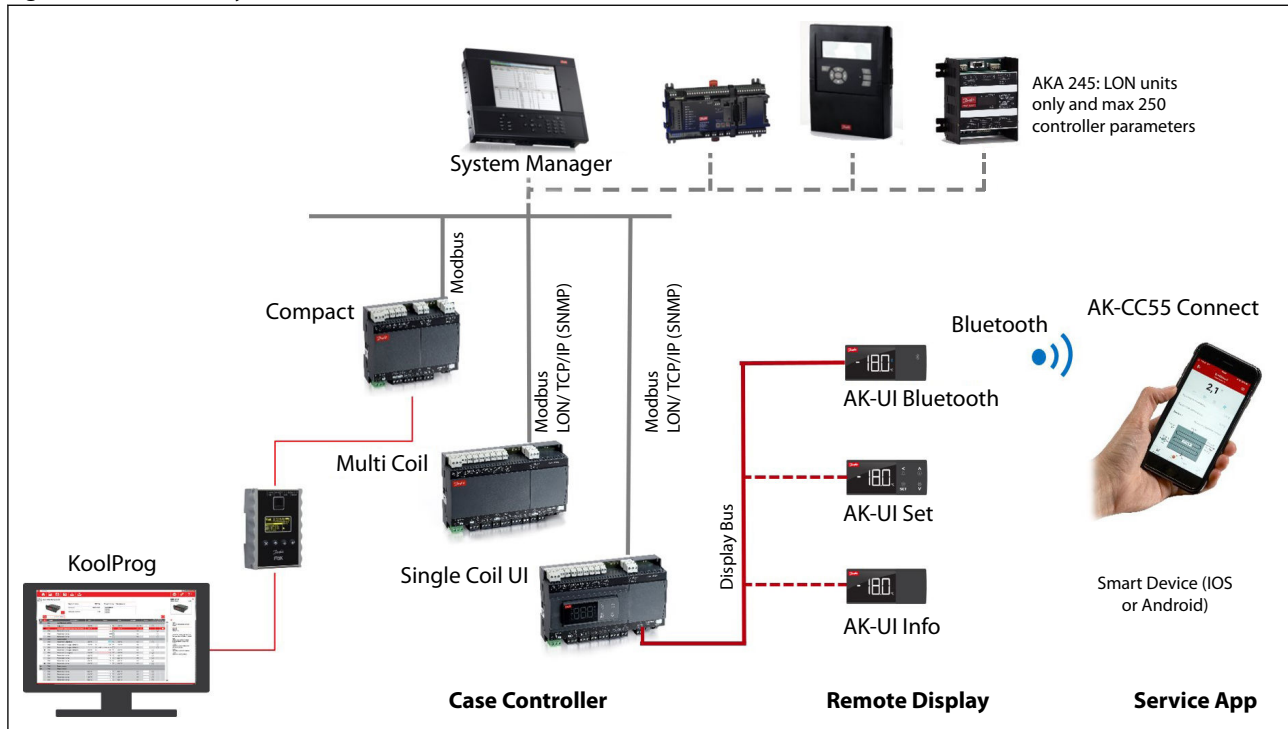 AKA 245: LON units
only and max 250
controller parameters
System Manager
Modbus
Compact
Modbus
LON/ TCP/IP (SNMP)
Modbus
LON/ TCP/IP (SNMP)
Bluetooth
AK-CC55 Connect
AK-UI Bluetooth
Multi Coil
Display Bus
AK-UI Set
KoolProg
Single Coil UI
AK-UI Info
Smart Device (IOS
or Android)
Case Controller
Remote Display
Service App